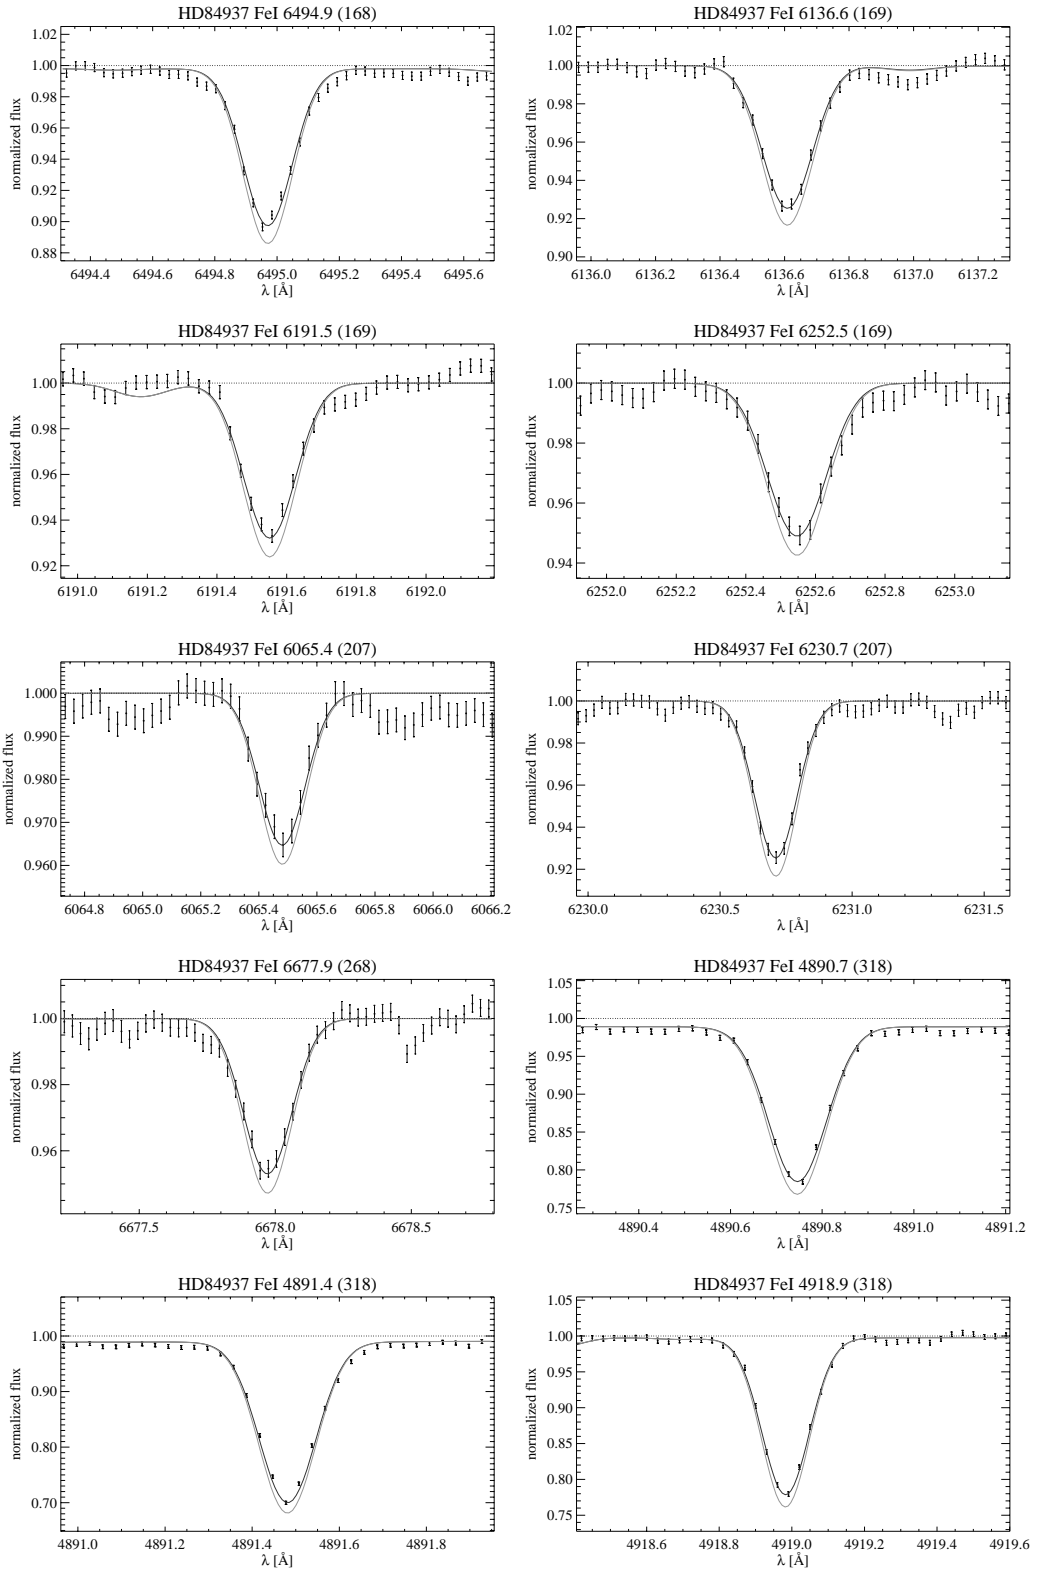 HD84937 FeI 6494.9 (168)
normalized flux
1.02
1.00
0.98
0.96
0.94
0.92
0.90
0.88
6494.4 6494.6 6494.8 6495.0 6495.2 6495.4 6495.6
λ [Å]
HD84937 FeI 6136.6 (169)
normalized flux
1.02
1.00
0.98
0.96
0.94
0.92
0.90
6136.0 6136.2 6136.4 6136.6 6136.8 6137.0 6137.2
λ [Å]
HD84937 FeI 6191.5 (169)
normalized flux
1.00
0.98
0.96
0.94
0.92
6191.0 6191.2 6191.4 6191.6 6191.8 6192.0
λ [Å]
HD84937 FeI 6252.5 (169)
normalized flux
1.00
0.98
0.96
0.94
6252.0 6252.2 6252.4 6252.6 6252.8 6253.0
λ [Å]
HD84937 FeI 6065.4 (207)
normalized flux
1.000
0.990
0.980
0.970
0.960
6064.8 6065.0 6065.2 6065.4 6065.6 6065.8 6066.0 6066.2
λ [Å]
HD84937 FeI 6230.7 (207)
normalized flux
1.00
0.98
0.96
0.94
0.92
6230.0 6230.5 6231.0 6231.5
λ [Å]
HD84937 FeI 6677.9 (268)
normalized flux
1.00
0.98
0.96
6677.5 6678.0 6678.5
λ [Å]
HD84937 FeI 4890.7 (318)
normalized flux
1.05
1.00
0.95
0.90
0.85
0.80
0.75
4890.4 4890.6 4890.8 4891.0 4891.2
λ [Å]
HD84937 FeI 4891.4 (318)
normalized flux
1.00
0.90
0.80
0.70
4891.0 4891.2 4891.4 4891.6 4891.8
λ [Å]
HD84937 FeI 4918.9 (318)
normalized flux
1.05
1.00
0.95
0.90
0.85
0.80
0.75
4918.6 4918.8 4919.0 4919.2 4919.4 4919.6
λ [Å]